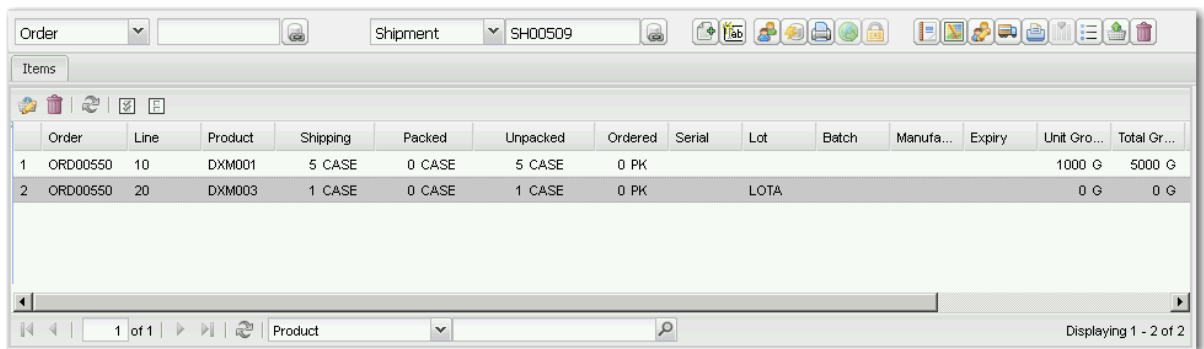 Order Shipment SH00509 Tab
Items
Order Line Product Shipping Packed Unpacked Ordered Serial Lot Batch Manufa... Expiry Unit Gro... Total Gr...
1 ORD00550 10 DXM001 5 CASE 0 CASE 5 CASE 0 PK 1000 G 5000 G
2 ORD00550 20 DXM003 1 CASE 0 CASE 1 CASE 0 PK LOTA 0 G 0 G
1 of 1 Product Displaying 1 - 2 of 2